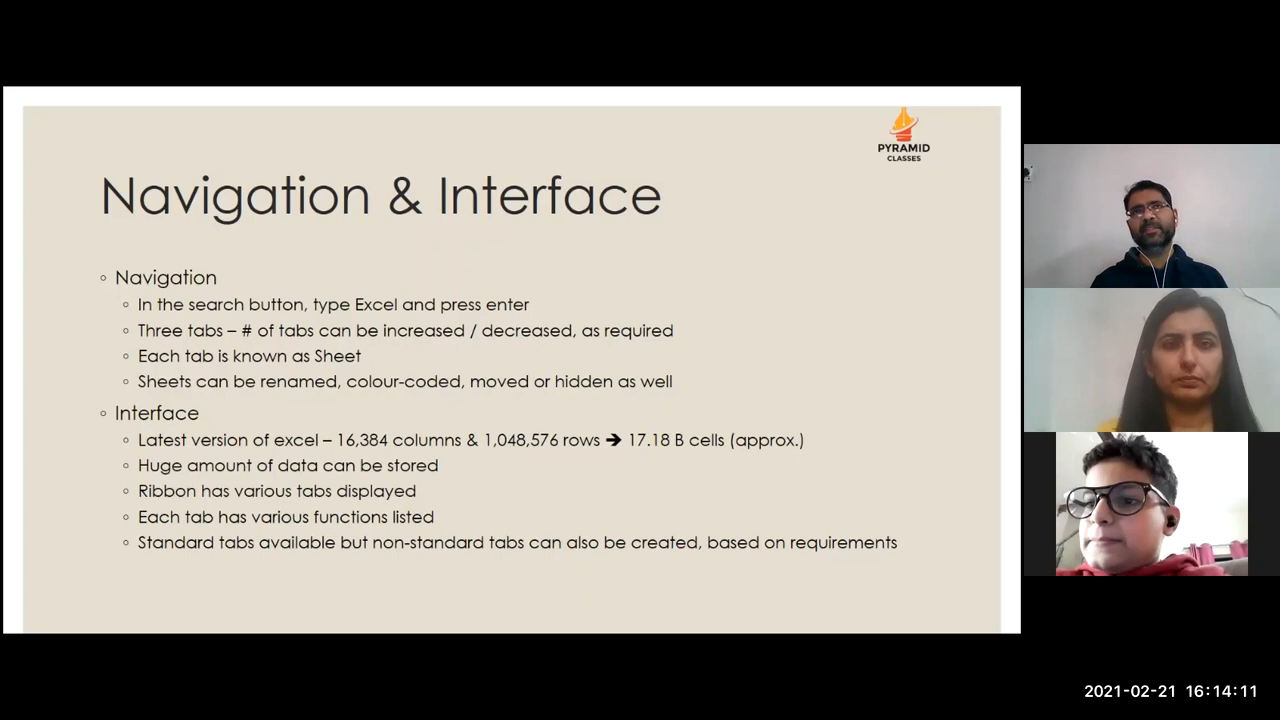 PYRAMID
CLASSES
Navigation & Interface
◦ Navigation
◦ In the search button, type Excel and press enter
◦ Three tabs – # of tabs can be increased / decreased, as required
◦ Each tab is known as Sheet
◦ Sheets can be renamed, colour-coded, moved or hidden as well
◦ Interface
◦ Latest version of excel – 16,384 columns & 1,048,576 rows ➔ 17.18 B cells (approx.)
◦ Huge amount of data can be stored
◦ Ribbon has various tabs displayed
◦ Each tab has various functions listed
◦ Standard tabs available but non-standard tabs can also be created, based on requirements
2021-02-21 16:14:11